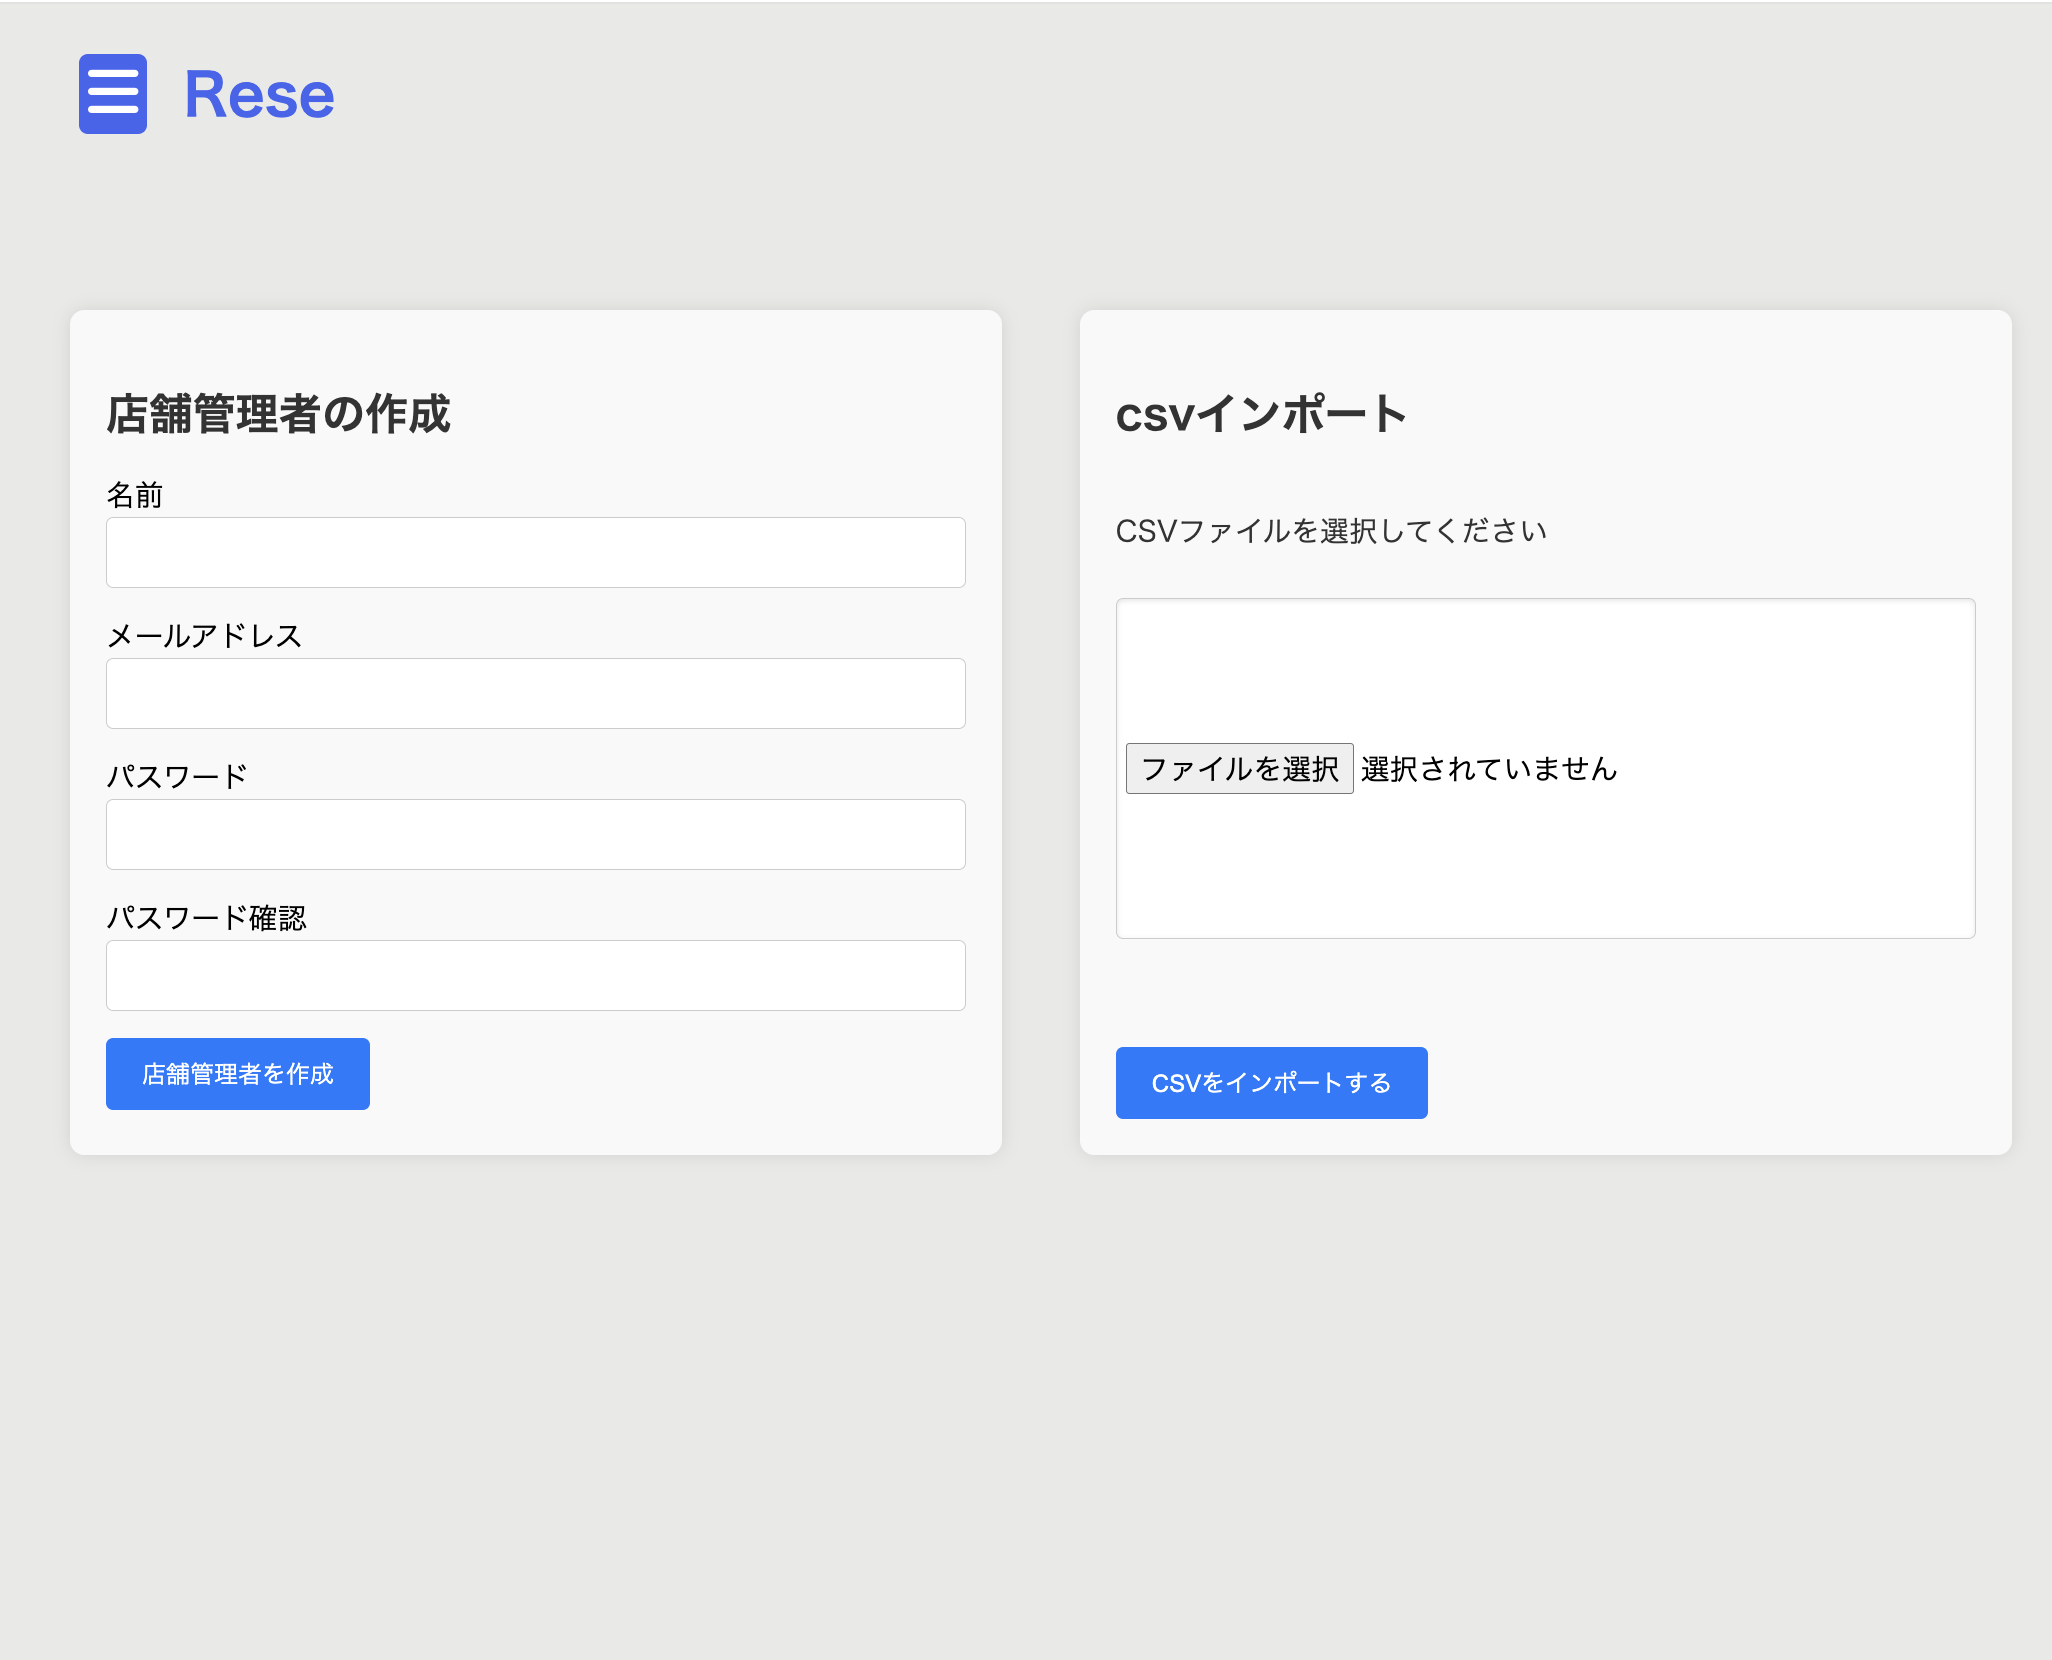 Rese
店舗管理者の作成
名前
メールアドレス
パスワード
パスワード確認
店舗管理者を作成
csvインポート
CSVファイルを選択してください
ファイルを選択 選択されていません
CSVをインポートする